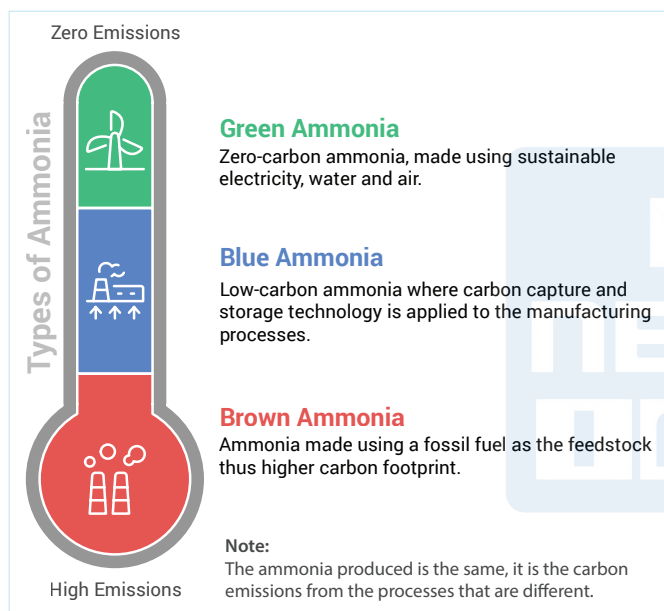 Zero Emissions
Types of Ammonia
Green Ammonia
Zero-carbon ammonia, made using sustainable
electricity, water and air.
Blue Ammonia
Low-carbon ammonia where carbon capture and
storage technology is applied to the manufacturing
processes.
Brown Ammonia
Ammonia made using a fossil fuel as the feedstock
thus higher carbon footprint.
Note:
The ammonia produced is the same, it is the carbon
emissions from the processes that are different.
High Emissions